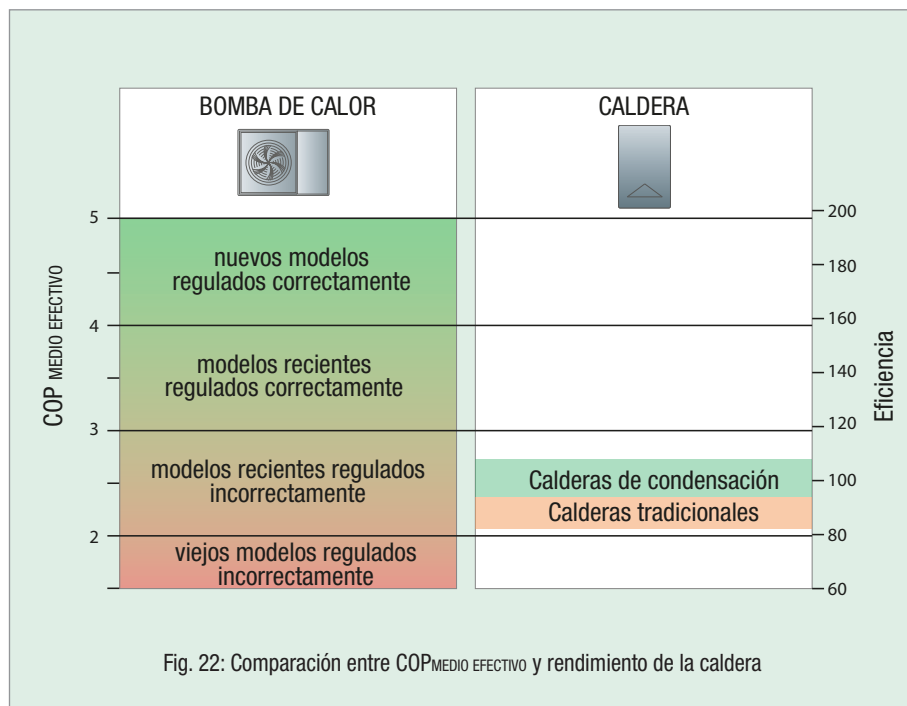 BOMBA DE CALOR
CALDERA
COP MEDIO EFECTIVO
5
4
3
2
nuevos modelos
regulados correctamente
modelos recientes
regulados correctamente
modelos recientes regulados
incorrectamente
viejos modelos regulados
incorrectamente
Calderas de condensación
Calderas tradicionales
200
180
160
140
120
100
80
60
Eficiencia
Fig. 22: Comparación entre COPMEDIO EFECTIVO y rendimiento de la caldera